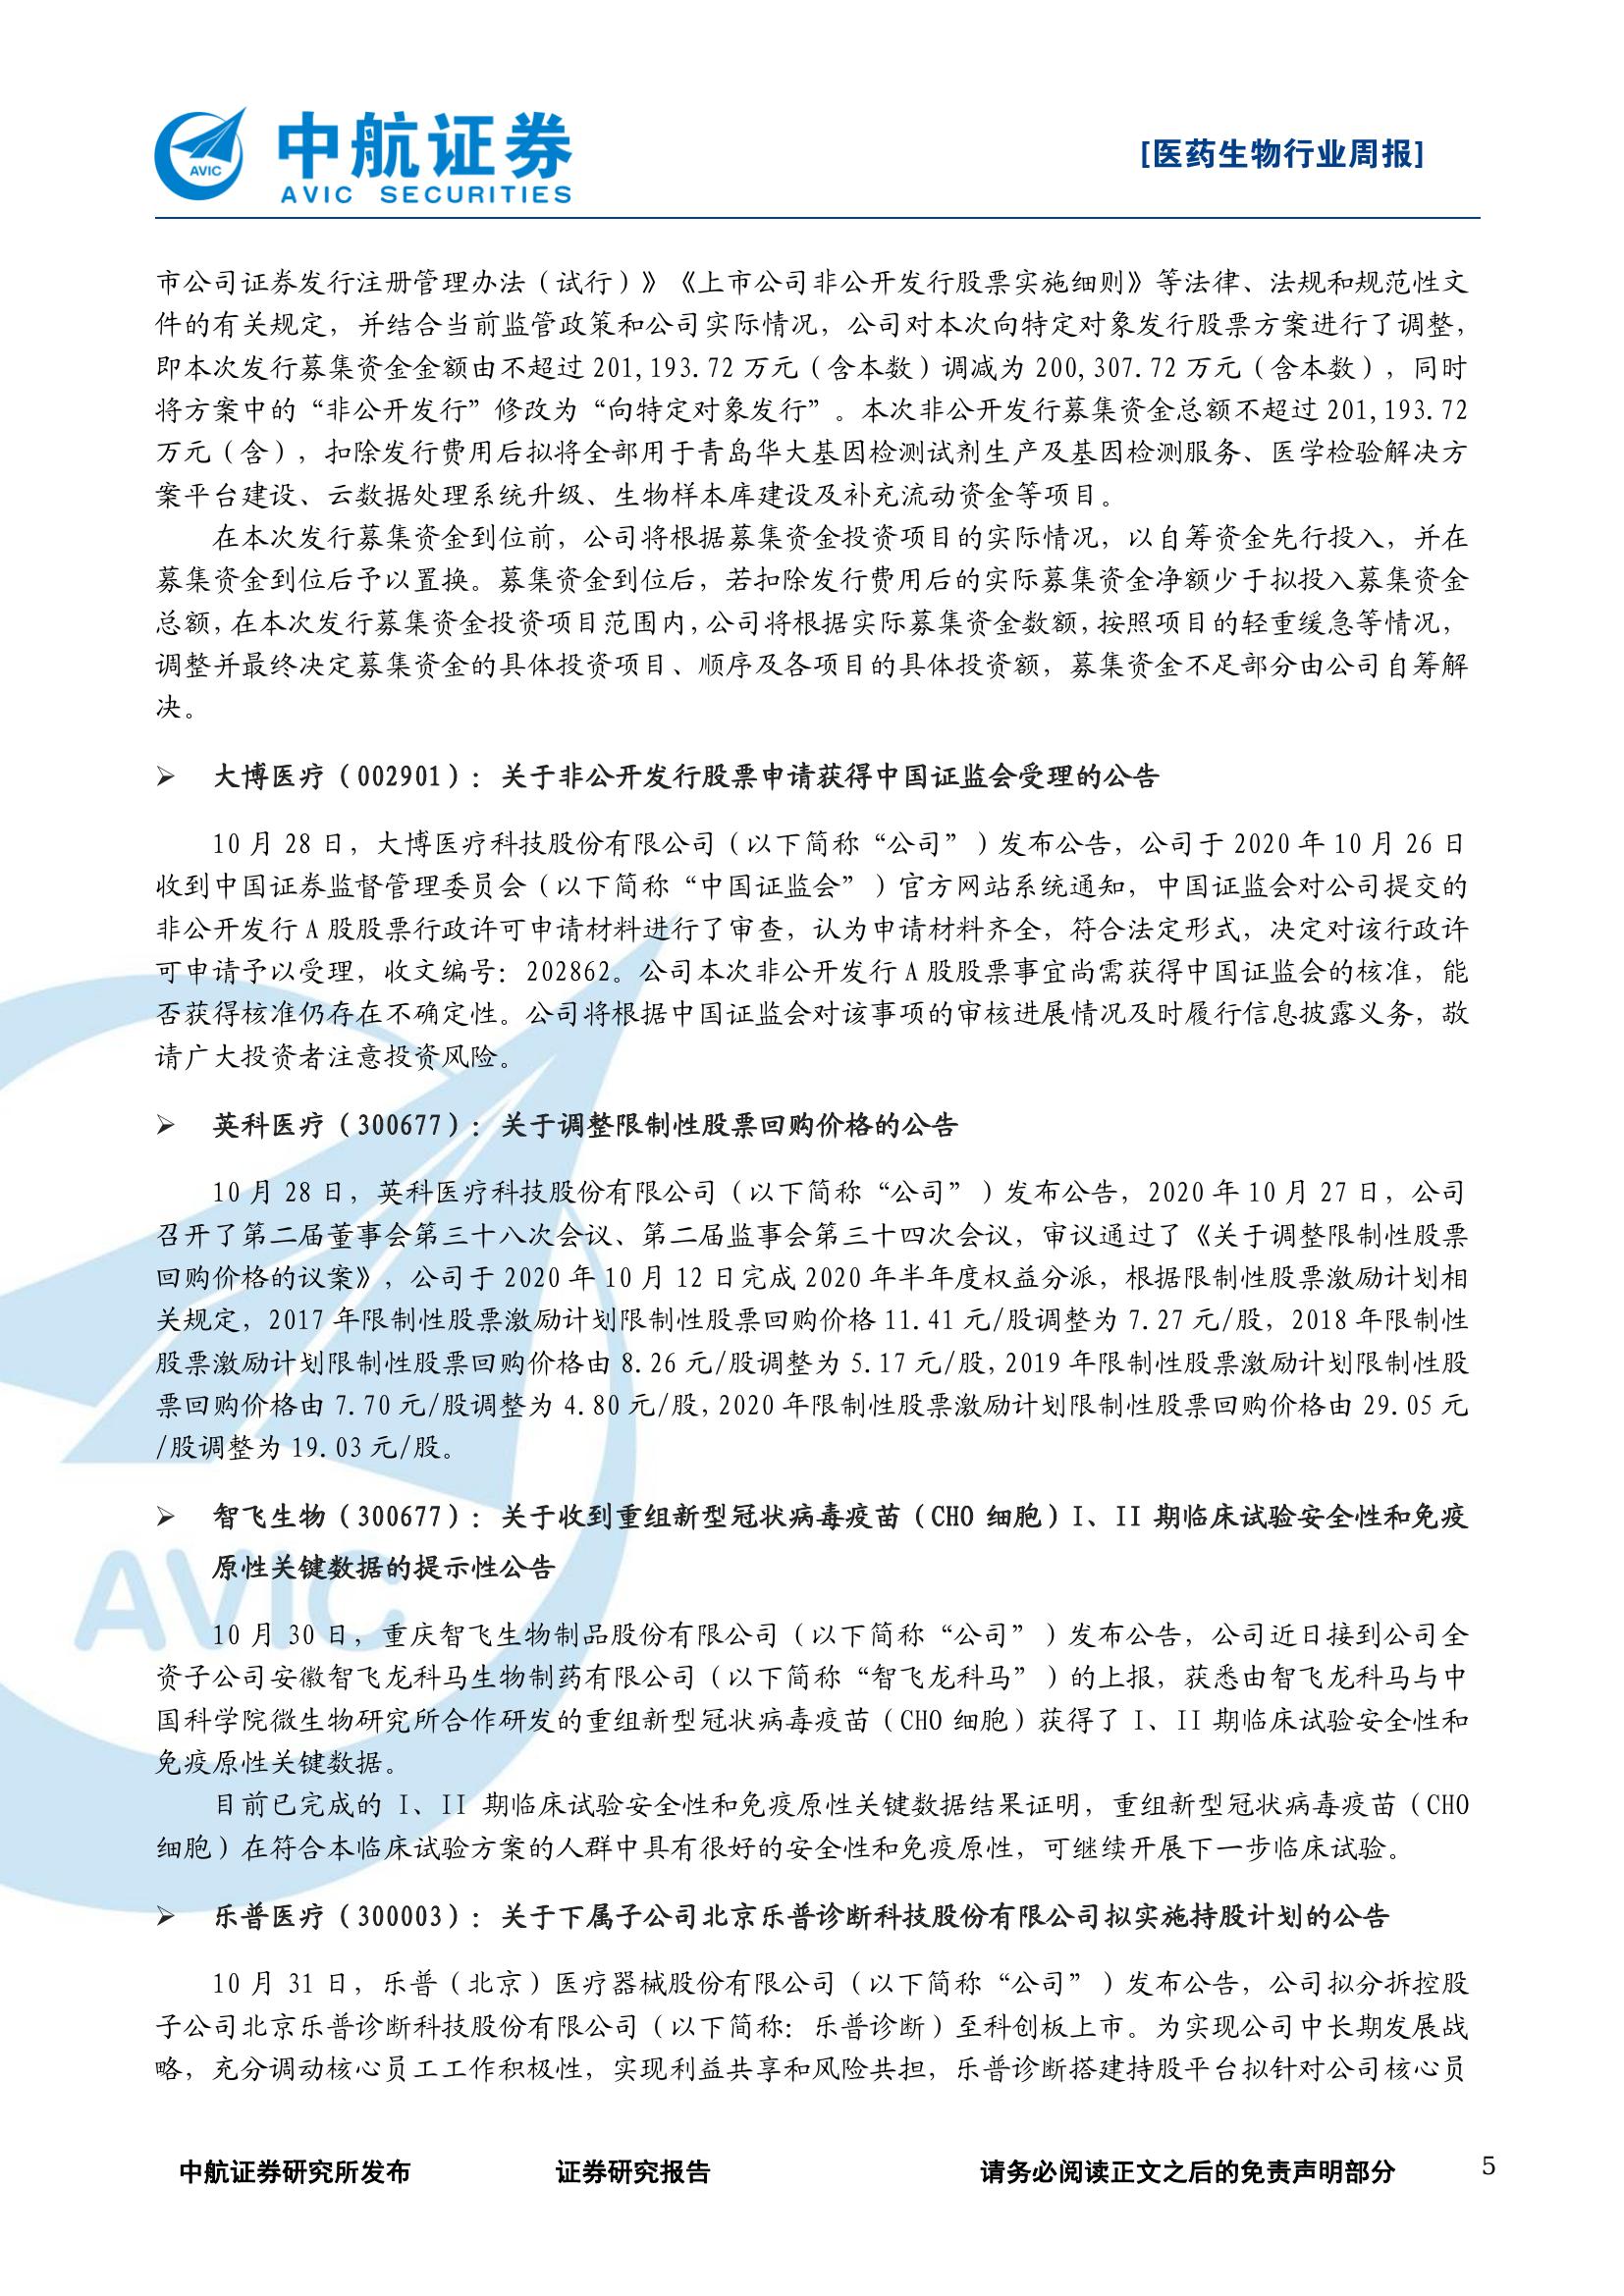 中航证券
AVIC
AVIC SECURITIES
[医药生物行业周报]
市公司证券发行注册管理办法（试行）》《上市公司非公开发行股票实施细则》等法律、法规和规范性文
件的有关规定，并结合当前监管政策和公司实际情况，公司对本次向特定对象发行股票方案进行了调整，
即本次发行募集资金金额由不超过 201,193.72 万元（含本数）调减为 200,307.72 万元（含本数），同时
将方案中的“非公开发行”修改为“向特定对象发行”。本次非公开发行募集资金总额不超过 201,193.72
万元（含），扣除发行费用后拟将全部用于青岛华大基因检测试剂生产及基因检测服务、医学检验解决方
案平台建设、云数据处理系统升级、生物样本库建设及补充流动资金等项目。
在本次发行募集资金到位前，公司将根据募集资金投资项目的实际情况，以自筹资金先行投入，并在
募集资金到位后予以置换。募集资金到位后，若扣除发行费用后的实际募集资金净额少于拟投入募集资金
总额，在本次发行募集资金投资项目范围内，公司将根据实际募集资金数额，按照项目的轻重缓急等情况，
调整并最终决定募集资金的具体投资项目、顺序及各项目的具体投资额，募集资金不足部分由公司自筹解
决。
➢ 大博医疗（002901）：关于非公开发行股票申请获得中国证监会受理的公告
10 月 28 日，大博医疗科技股份有限公司（以下简称“公司”）发布公告，公司于 2020 年 10 月 26 日
收到中国证券监督管理委员会（以下简称“中国证监会”）官方网站系统通知，中国证监会对公司提交的
非公开发行 A 股股票行政许可申请材料进行了审查，认为申请材料齐全，符合法定形式，决定对该行政许
可申请予以受理，收文编号：202862。公司本次非公开发行 A 股股票事宜尚需获得中国证监会的核准，能
否获得核准仍存在不确定性。公司将根据中国证监会对该事项的审核进展情况及时履行信息披露义务，敬
请广大投资者注意投资风险。
➢ 英科医疗（300677）：关于调整限制性股票回购价格的公告
10 月 28 日，英科医疗科技股份有限公司（以下简称“公司”）发布公告，2020 年 10 月 27 日，公司
召开了第二届董事会第三十八次会议、第二届监事会第三十四次会议，审议通过了《关于调整限制性股票
回购价格的议案》，公司于 2020 年 10 月 12 日完成 2020 年半年度权益分派，根据限制性股票激励计划相
关规定，2017 年限制性股票激励计划限制性股票回购价格 11.41 元/股调整为 7.27 元/股，2018 年限制性
股票激励计划限制性股票回购价格由 8.26 元/股调整为 5.17 元/股，2019 年限制性股票激励计划限制性股
票回购价格由 7.70 元/股调整为 4.80 元/股，2020 年限制性股票激励计划限制性股票回购价格由 29.05 元
/股调整为 19.03 元/股。
➢ 智飞生物（300677）：关于收到重组新型冠状病毒疫苗（CHO 细胞）I、II 期临床试验安全性和免疫
原性关键数据的提示性公告
10 月 30 日，重庆智飞生物制品股份有限公司（以下简称“公司”）发布公告，公司近日接到公司全
资子公司安徽智飞龙科马生物制药有限公司（以下简称“智飞龙科马”）的上报，获悉由智飞龙科马与中
国科学院微生物研究所合作研发的重组新型冠状病毒疫苗（CHO 细胞）获得了 I、II 期临床试验安全性和
免疫原性关键数据。
目前已完成的 I、II 期临床试验安全性和免疫原性关键数据结果证明，重组新型冠状病毒疫苗（CHO
细胞）在符合本临床试验方案的人群中具有很好的安全性和免疫原性，可继续开展下一步临床试验。
➢ 乐普医疗（300003）：关于下属子公司北京乐普诊断科技股份有限公司拟实施持股计划的公告
10 月 31 日，乐普（北京）医疗器械股份有限公司（以下简称“公司”）发布公告，公司拟分拆控股
子公司北京乐普诊断科技股份有限公司（以下简称：乐普诊断）至科创板上市。为实现公司中长期发展战
略，充分调动核心员工工作积极性，实现利益共享和风险共担，乐普诊断搭建持股平台拟针对公司核心员
AVIC
中航证券研究所发布 证券研究报告 请务必阅读正文之后的免责声明部分 5